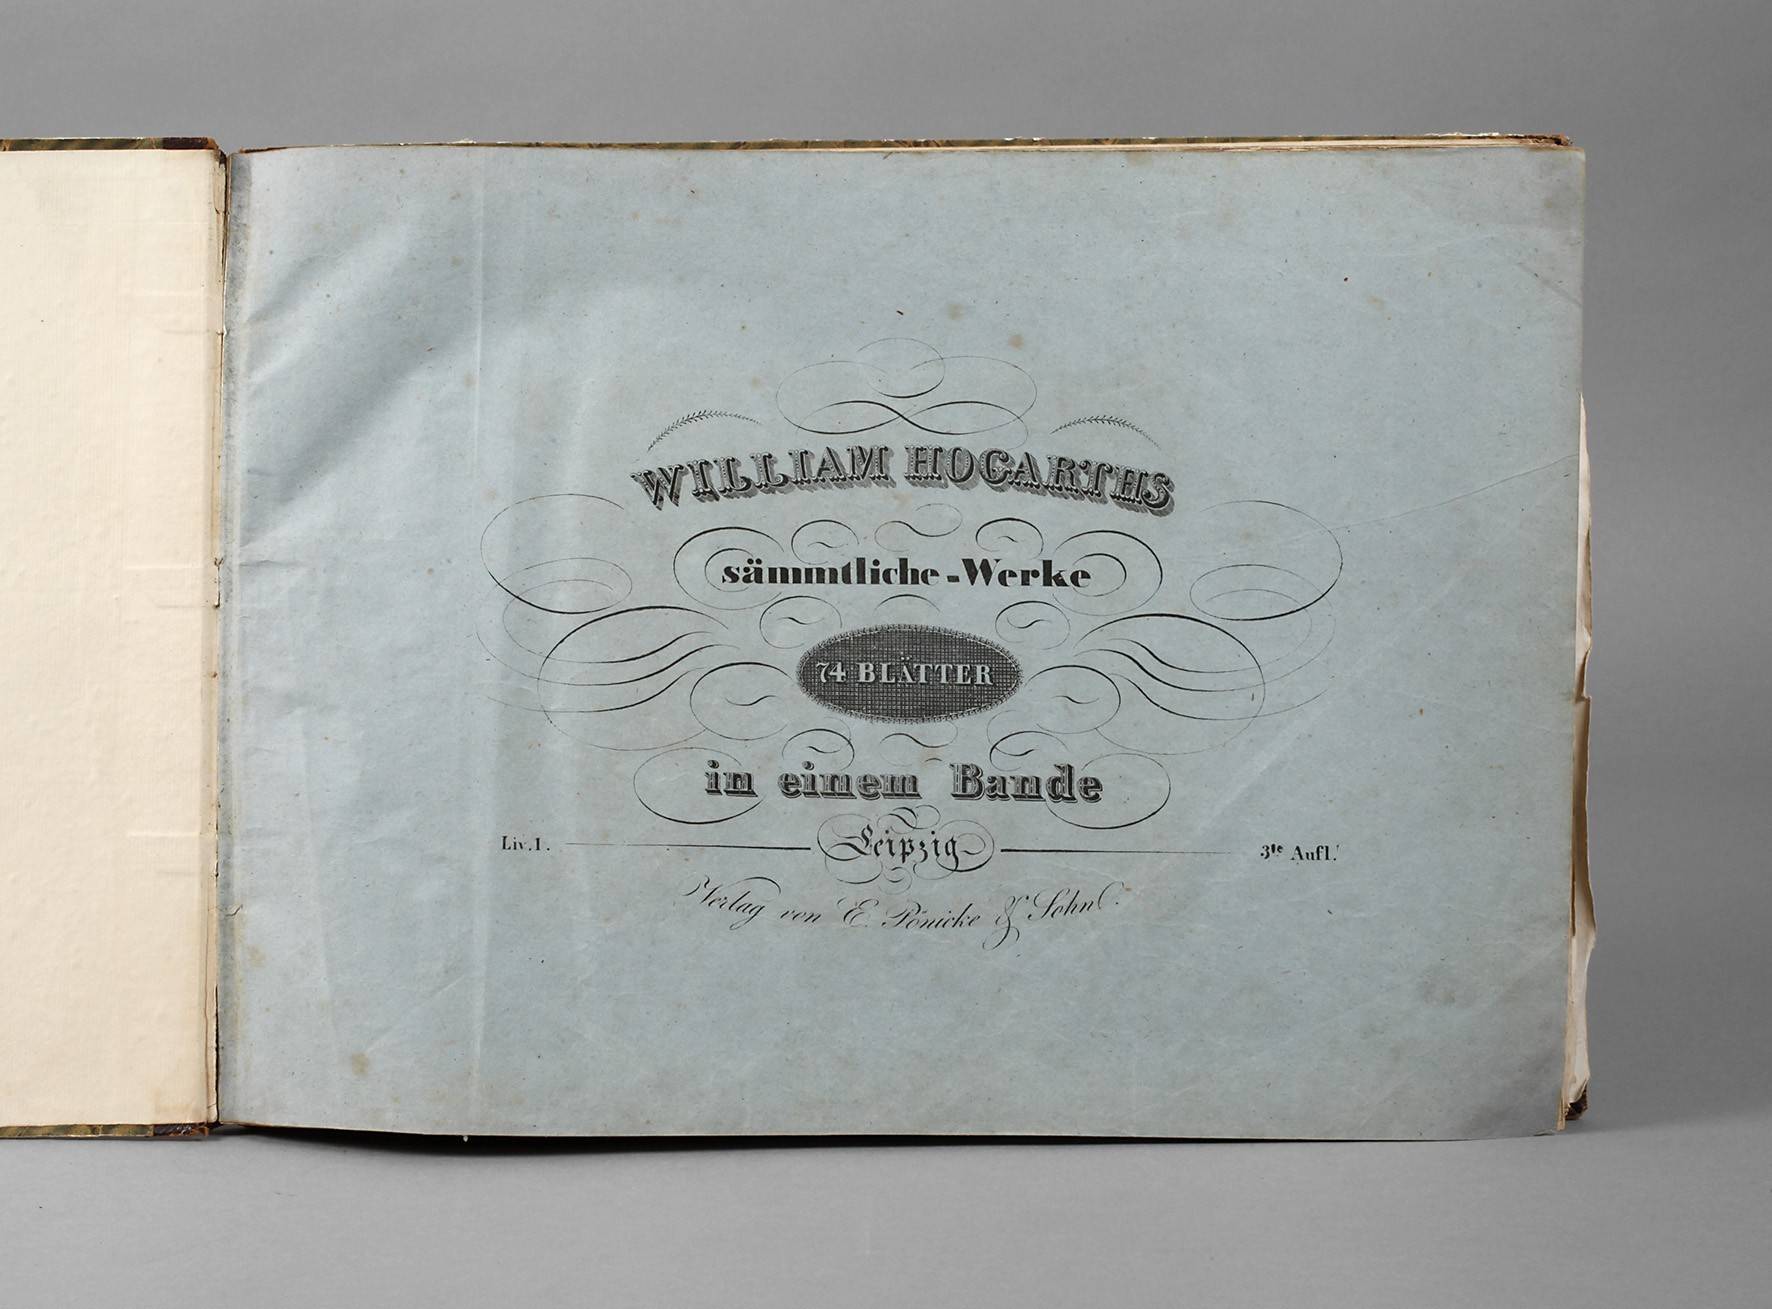 WILLIAM HOGARTHS
sämmtliche-Werke
74 BLÄTTER
in einem Bande
Liv. I. Leipzig 3te Aufl.
Verlag von E. Pönicke & Sohn.